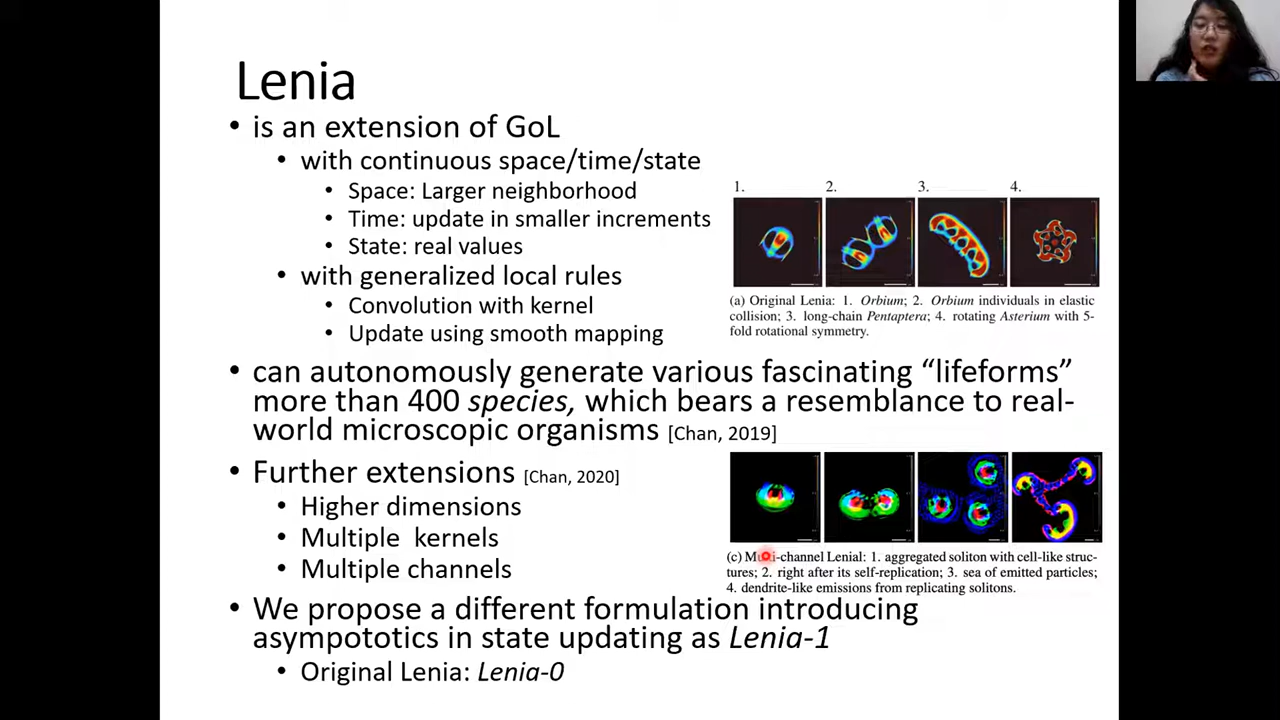 Lenia
• is an extension of GoL
• with continuous space/time/state
• Space: Larger neighborhood
• Time: update in smaller increments
• State: real values
• with generalized local rules
• Convolution with kernel
• Update using smooth mapping
1. 2. 3. 4.
(a) Original Lenia: 1. Orbium; 2. Orbium individuals in elastic
collision; 3. long-chain Pentaptera; 4. rotating Asterium with 5-
fold rotational symmetry.
• can autonomously generate various fascinating “lifeforms”
more than 400 species, which bears a resemblance to real-
world microscopic organisms [Chan, 2019]
• Further extensions [Chan, 2020]
• Higher dimensions
• Multiple kernels
• Multiple channels
(c) Multi-channel Lenial: 1. aggregated soliton with cell-like struc-
tures; 2. right after its self-replication; 3. sea of emitted particles;
4. dendrite-like emissions from replicating solitons.
• We propose a different formulation introducing
asympototics in state updating as Lenia-1
• Original Lenia: Lenia-0